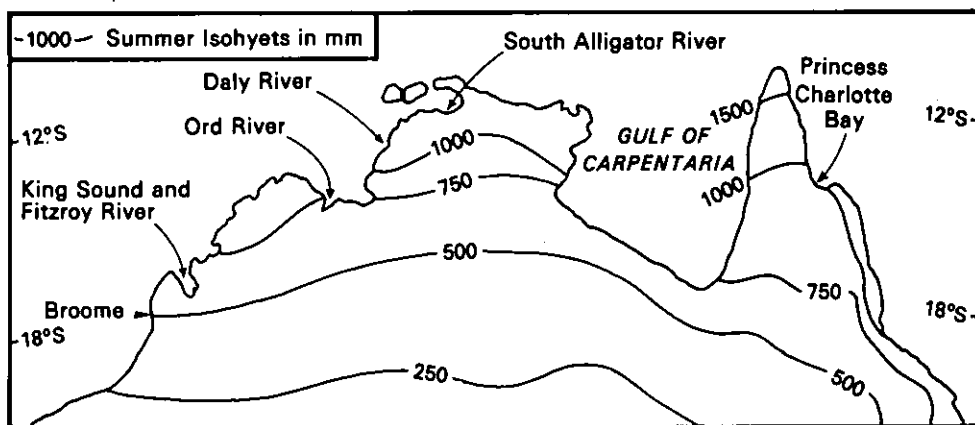 -1000- Summer Isohyets in mm
South Alligator River
Daly River
Princess
Charlotte
Bay
Ord River
12°S
12°S
1500
GULF OF
CARPENTARIA
1000
750
1000
King Sound and
Fitzroy River
500
750
Broome
18°S
18°S
250
500